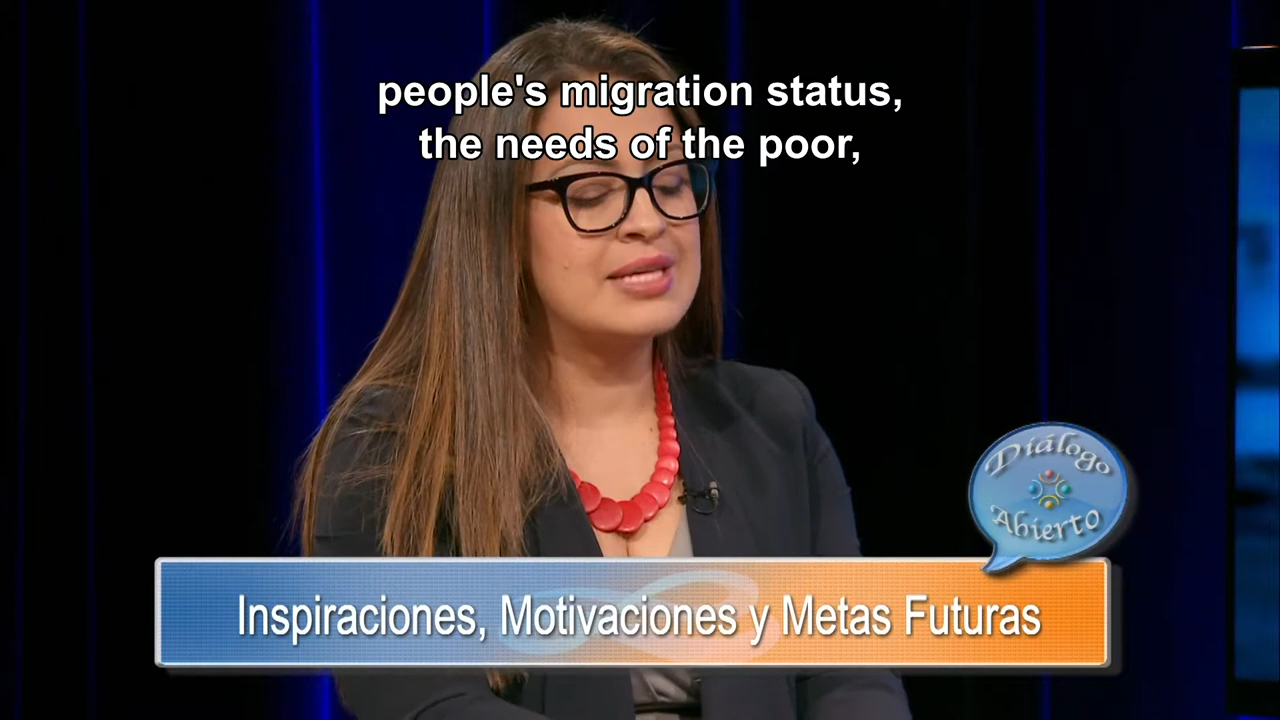 people's migration status,
the needs of the poor,
Diálogo
Abierto
Inspiraciones, Motivaciones y Metas Futuras